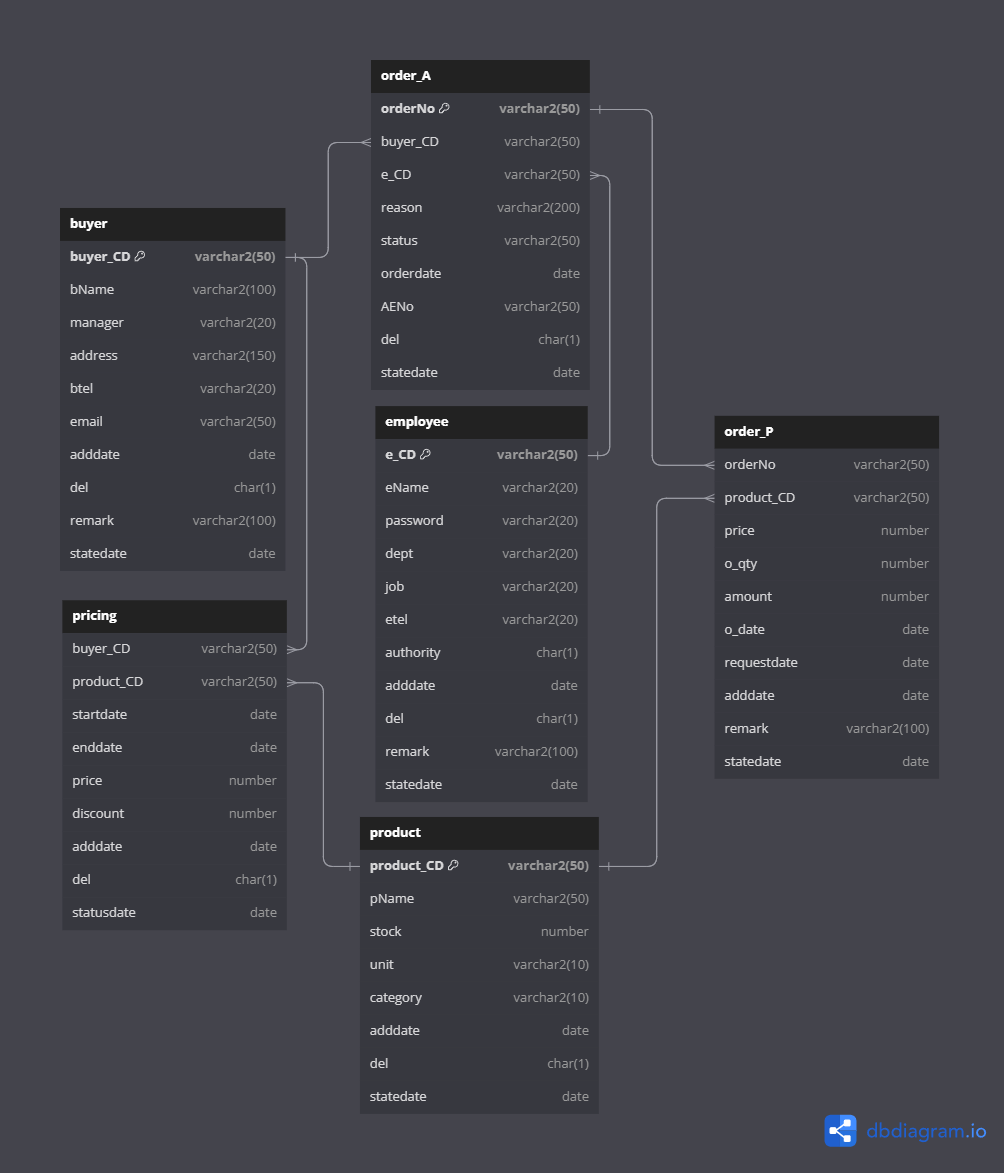 order_A
orderNo varchar2(50)
buyer_CD varchar2(50)
e_CD varchar2(50)
reason varchar2(200)
status varchar2(50)
orderdate date
AENo varchar2(50)
del char(1)
statedate date
buyer
buyer_CD varchar2(50)
bName varchar2(100)
manager varchar2(20)
address varchar2(150)
btel varchar2(20)
email varchar2(50)
adddate date
del char(1)
remark varchar2(100)
statedate date
employee
e_CD varchar2(50)
eName varchar2(20)
password varchar2(20)
dept varchar2(20)
job varchar2(20)
etel varchar2(20)
authority char(1)
adddate date
del char(1)
remark varchar2(100)
statedate date
order_P
orderNo varchar2(50)
product_CD varchar2(50)
price number
o_qty number
amount number
o_date date
requestdate date
adddate date
remark varchar2(100)
statedate date
pricing
buyer_CD varchar2(50)
product_CD varchar2(50)
startdate date
enddate date
price number
discount number
adddate date
del char(1)
statusdate date
product
product_CD varchar2(50)
pName varchar2(50)
stock number
unit varchar2(10)
category varchar2(10)
adddate date
del char(1)
statedate date
dbdiagram.io